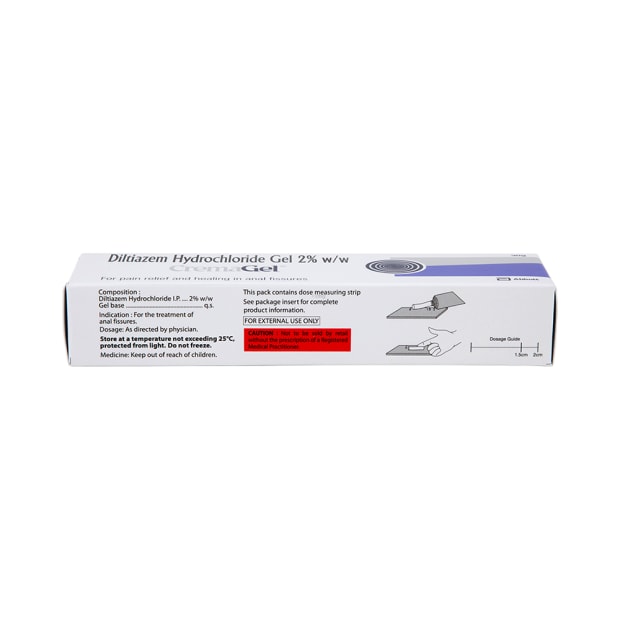 Diltiazem Hydrochloride Gel 2% w/w
CremaGel™
For pain relief and healing in anal fissures
Abbott
Composition :
Diltiazem Hydrochloride I.P. ... 2% w/w
Gel base ____________________ q.s.
Indication : For the treatment of
anal fissures.
Dosage: As directed by physician.
Store at a temperature not exceeding 25°C,
protected from light. Do not freeze.
Medicine: Keep out of reach of children.
This pack contains dose measuring strip
See package insert for complete
product information.
FOR EXTERNAL USE ONLY
CAUTION : Not to be sold by retail
without the prescription of a Registered
Medical Practitioner.
Dosage Guide
1.5cm 2cm